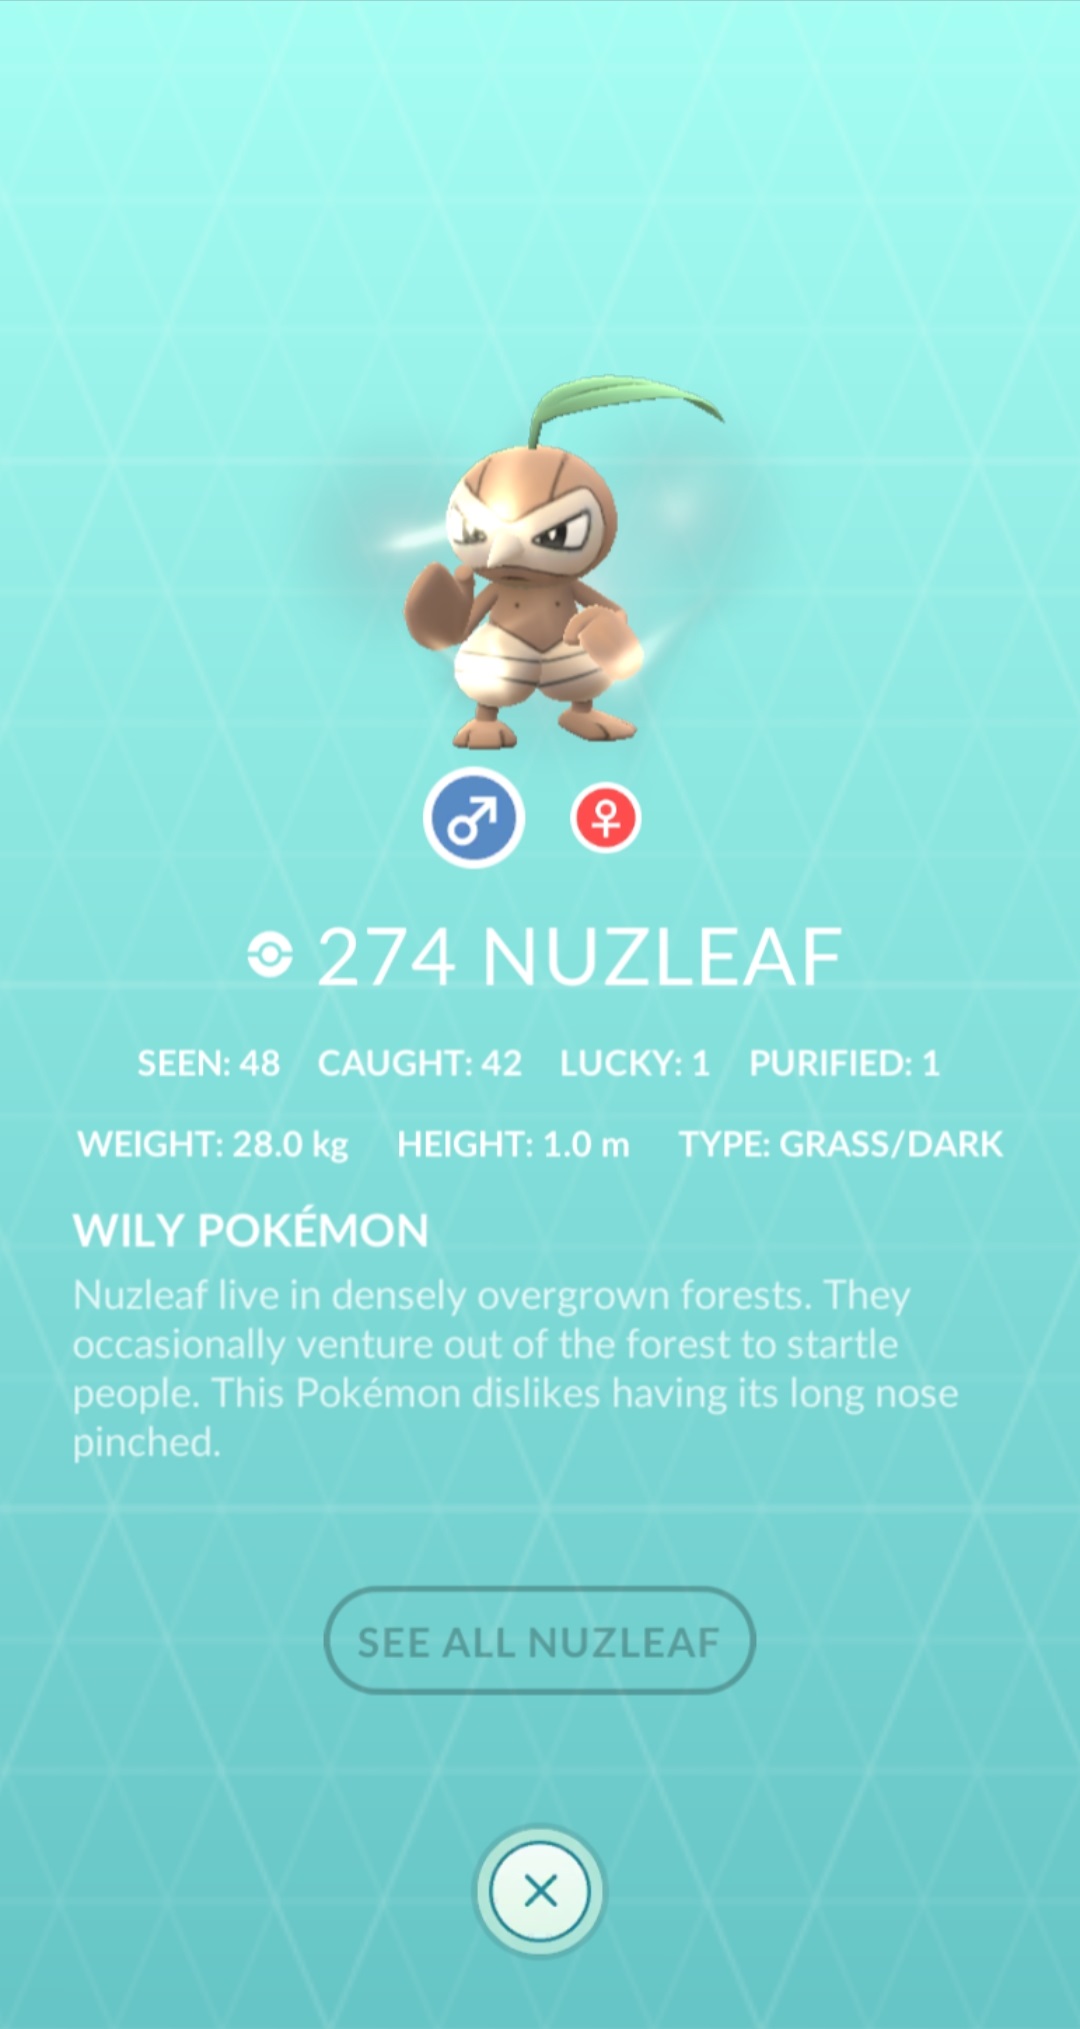 274 NUZLEAF
SEEN: 48 CAUGHT: 42 LUCKY: 1 PURIFIED: 1
WEIGHT: 28.0 kg HEIGHT: 1.0 m TYPE: GRASS/DARK
WILY POKÉMON
Nuzleaf live in densely overgrown forests. They
occasionally venture out of the forest to startle
people. This Pokémon dislikes having its long nose
pinched.
SEE ALL NUZLEAF